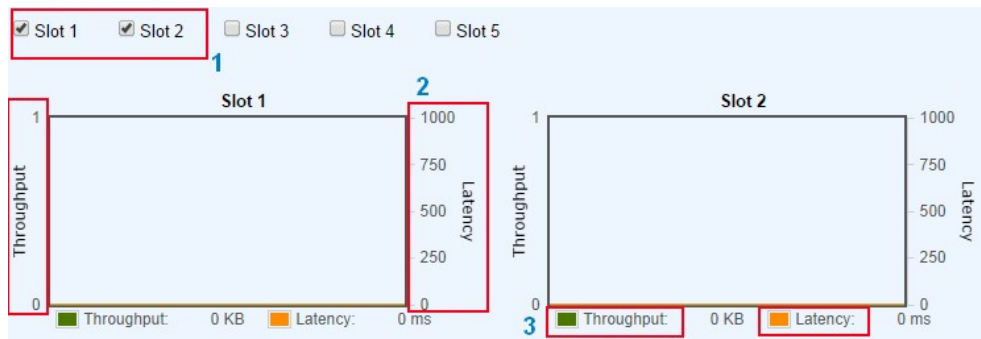 Slot 1 Slot 2 Slot 3 Slot 4 Slot 5
1
2
Slot 1
1
0
Throughput
1000
750
500
250
0
Latency
Throughput: 0 KB Latency: 0 ms
Slot 2
1
0
Throughput
1000
750
500
250
0
Latency
3
Throughput: 0 KB Latency: 0 ms